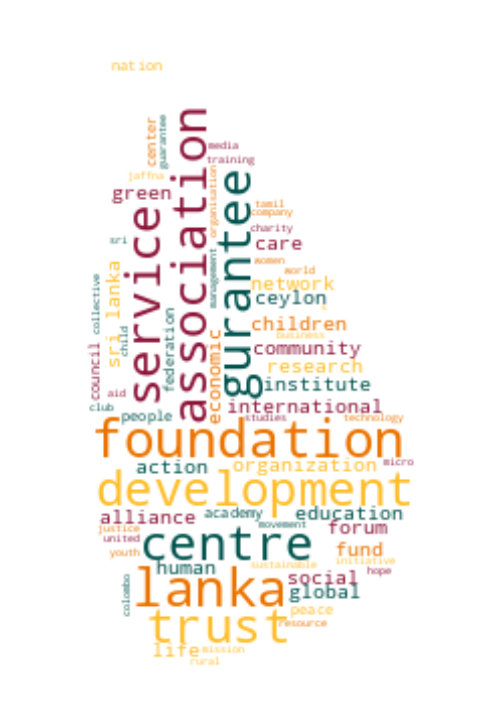 nation
association
center
guarantee
media
training
jaffna
green
organisation
gurantee
tamil
company
service
charity
sri
care
management
women
world
sri lanka
collective
network
ceylon
federation
child
children
economic
business
community
council
research
institute
aid
club
people
international
studies
technology
foundation
action
organization
micro
development
alliance
academy
education
movement
justice
forum
united
centre
youth
fund
human
sustainable
initiative
hope
lanka
social
colombo
global
trust
peace
resource
life
mission
rural